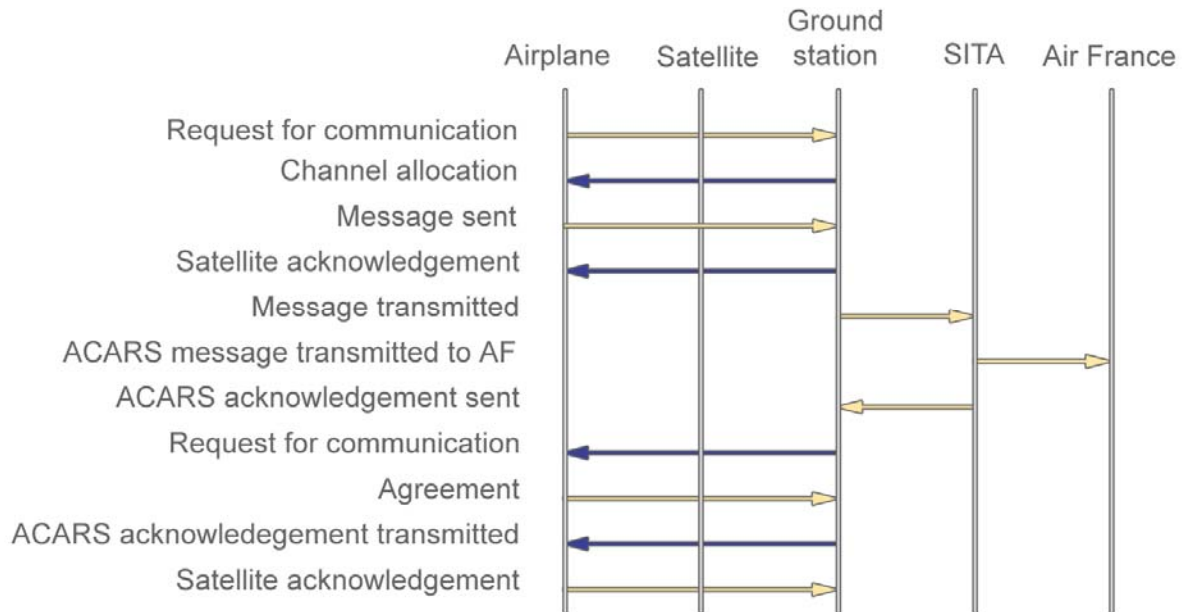 Ground
Airplane Satellite station SITA Air France
Request for communication
Channel allocation
Message sent
Satellite acknowledgement
Message transmitted
ACARS message transmitted to AF
ACARS acknowledgement sent
Request for communication
Agreement
ACARS acknowledegement transmitted
Satellite acknowledgement